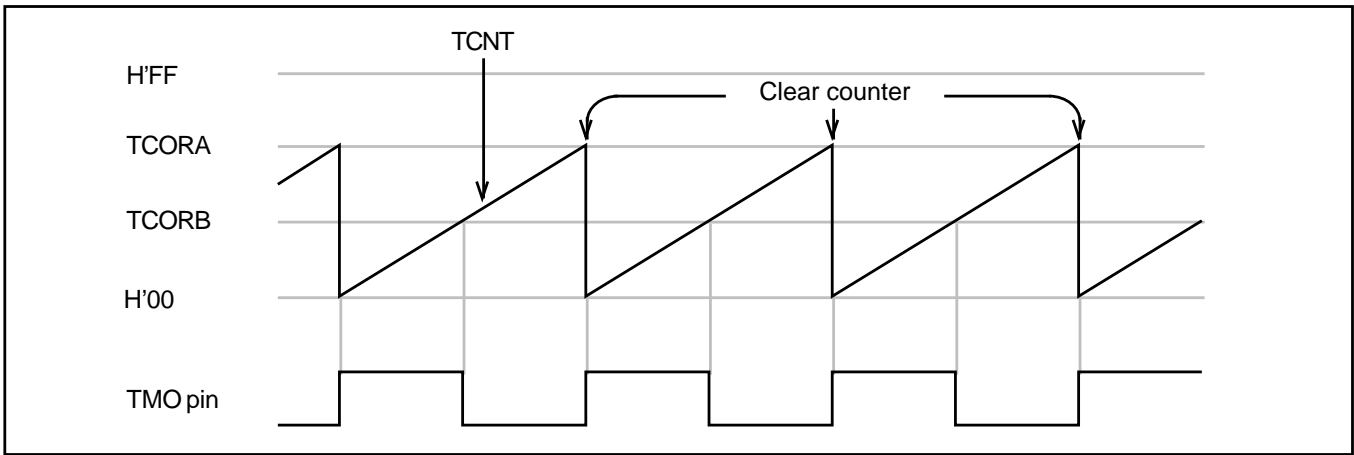 TCNT
H'FF
Clear counter
TCORA
TCORB
H'00
TMO pin